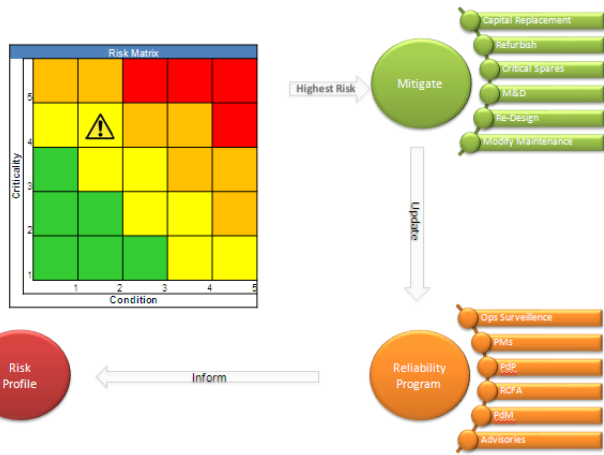 Risk Matrix
Criticality
5
4
3
2
1
1 2 3 4 5
Condition
Highest Risk
Mitigate
Capital Replacement
Refurbish
Critical Spares
M&D
Re-Design
Modify Maintenance
Update
Reliability
Program
Ops Surveillence
PMs
PdP
RCFA
PdM
Advisories
Inform
Risk
Profile